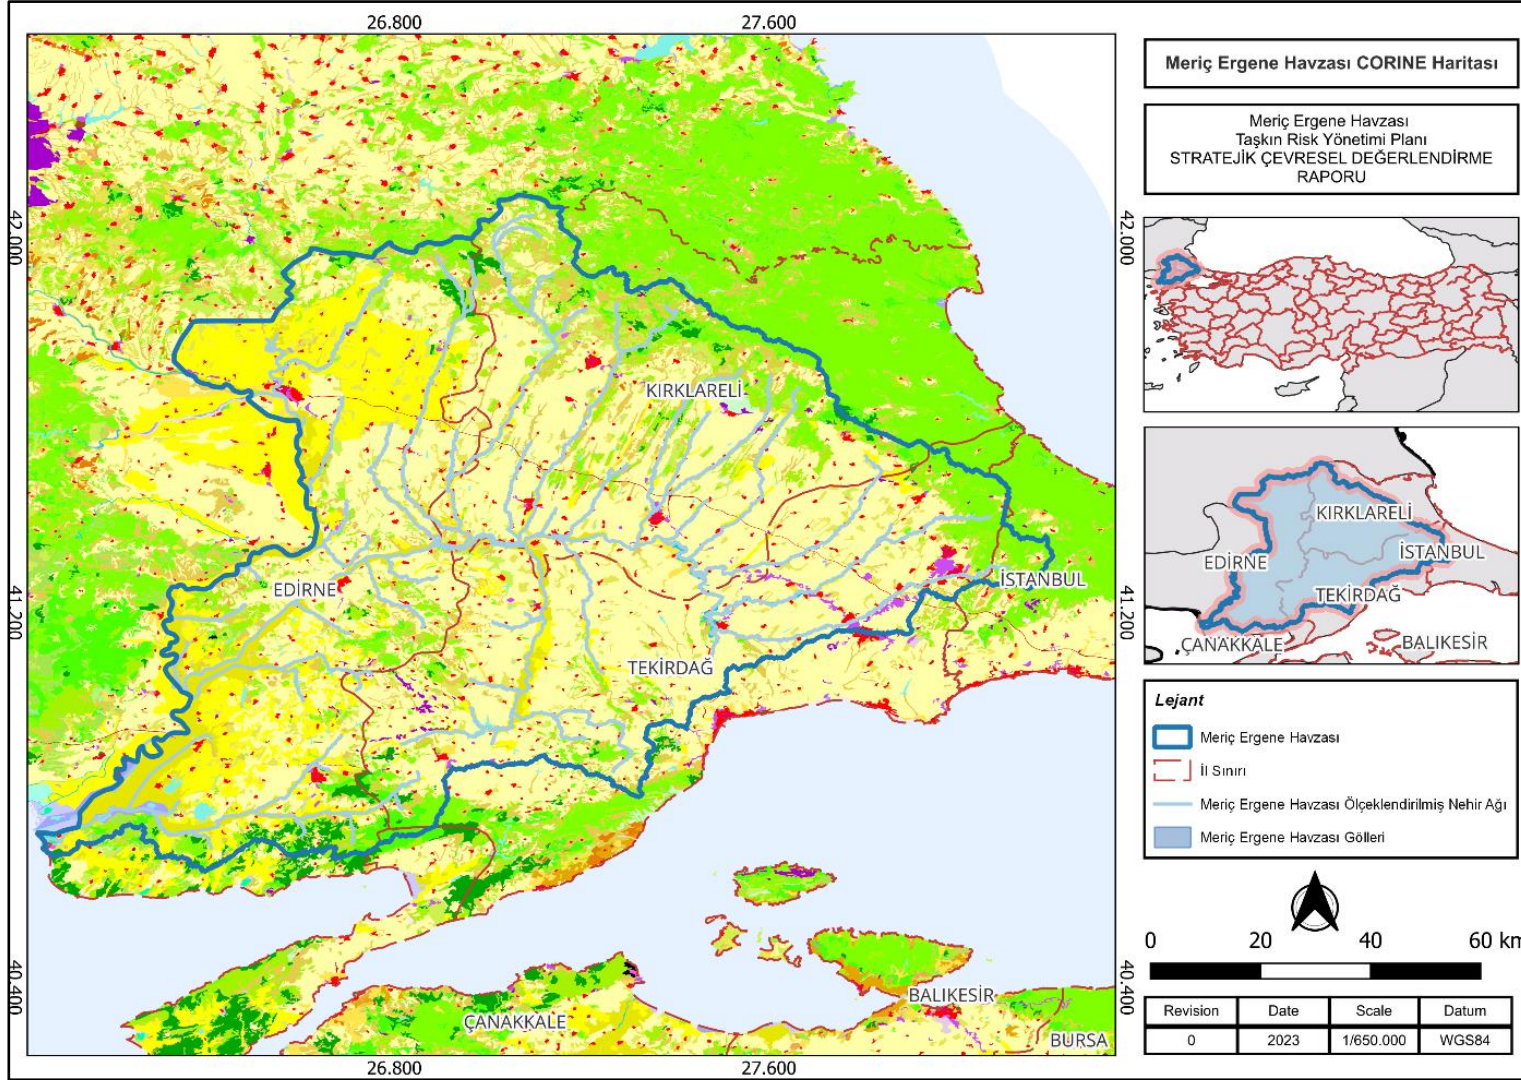 26.800
27.600
42.000
42.000
KIRKLARELİ
EDİRNE
İSTANBUL
TEKİRDAĞ
41.200
41.200
BALIKESİR
ÇANAKKALE
BURSA
40.400
40.400
26.800
27.600
Meriç Ergene Havzası CORINE Haritası
Meriç Ergene Havzası
Taşkın Risk Yönetimi Planı
STRATEJİK ÇEVRESEL DEĞERLENDİRME
RAPORU
KIRKLARELİ
İSTANBUL
EDİRNE
TEKİRDAĞ
ÇANAKKALE
BALIKESİR
Lejant
Meriç Ergene Havzası
İl Sınırı
Meriç Ergene Havzası Ölçeklendirilmiş Nehir Ağı
Meriç Ergene Havzası Gölleri
0 20 40 60 km
Revision Date Scale Datum
0 2023 1/650.000 WGS84